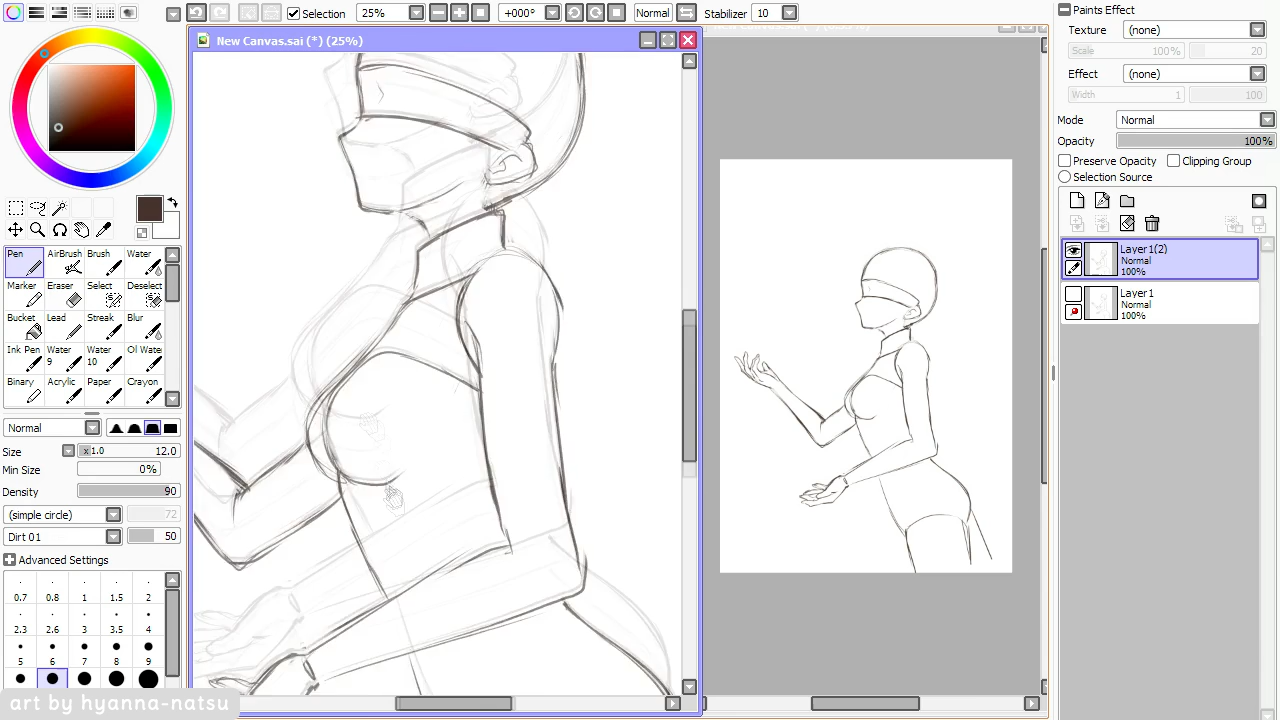 Selection
25%
+000°
Normal
Stabilizer
10
New Canvas.sai (*) (25%)
Pen
AirBrush
Brush
Water
Marker
Eraser
Select
Deselect
Bucket
Lead
Streak
Blur
Ink Pen
Water 9
Water 10
Oil Water
Binary
Acrylic
Paper
Crayon
Normal
Size
x1.0
12.0
Min Size
0%
Density
90
(simple circle)
72
Dirt 01
50
Advanced Settings
0.7 0.8 1 1.5 2
2.3 2.6 3 3.5 4
5 6 7 8 9
art by hyanna-natsu
Paints Effect
Texture
(none)
Scale
100%
20
Effect
(none)
Width
1
100
Mode
Normal
Opacity
100%
Preserve Opacity
Clipping Group
Selection Source
Layer1(2)
Normal
100%
Layer1
Normal
100%